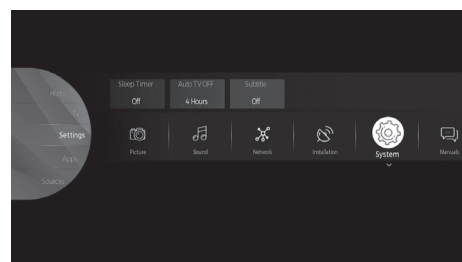 Home
TV
Settings
Apps
Sources
Sleep Timer
Off
Auto TV OFF
4 Hours
Subtitle
Off
Picture
Sound
Network
Installation
System
Manuals